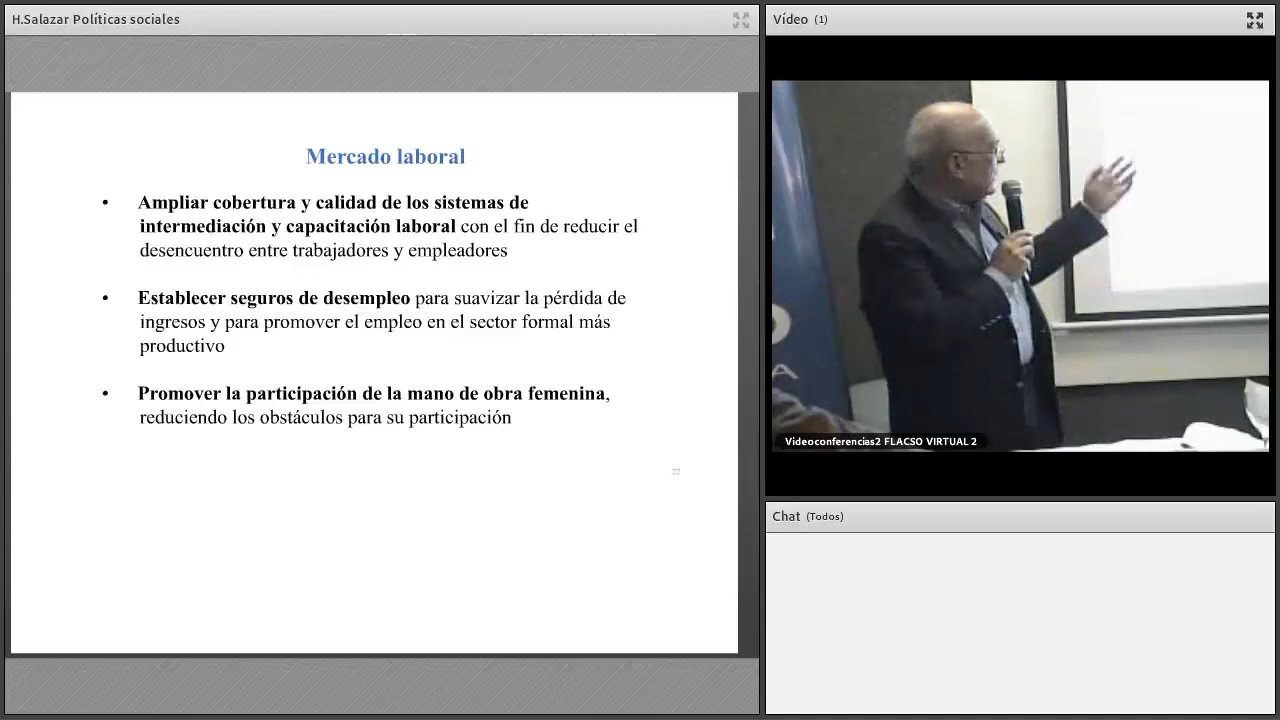 H.Salazar Políticas sociales
Mercado laboral
• Ampliar cobertura y calidad de los sistemas de
intermediación y capacitación laboral con el fin de reducir el
desencuentro entre trabajadores y empleadores
• Establecer seguros de desempleo para suavizar la pérdida de
ingresos y para promover el empleo en el sector formal más
productivo
• Promover la participación de la mano de obra femenina,
reduciendo los obstáculos para su participación
22
Vídeo (1)
A
Videoconferencias2 FLACSO VIRTUAL 2
Chat (Todos)